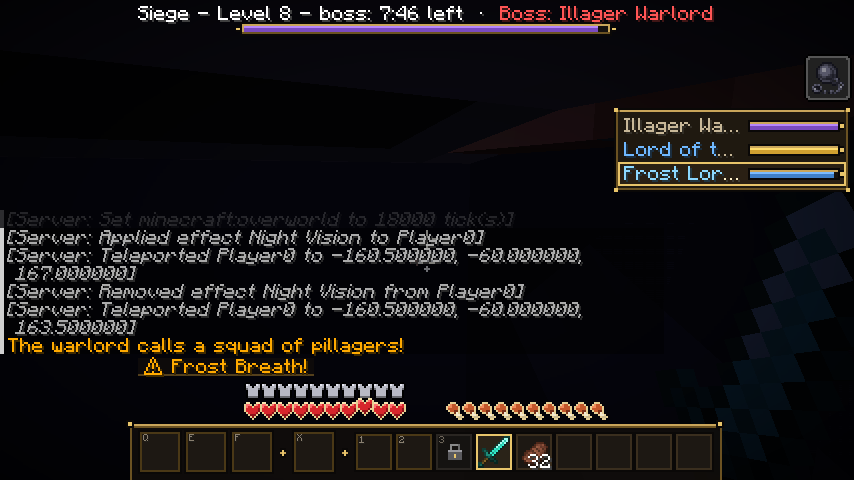 Siege - Level 8 - boss: 7:46 left · Boss: Illager Warlord
Illager Wa...
Lord of t...
Frost Lor...
[Server: Set minecraft:overworld to 18000 tick(s)]
[Server: Applied effect Night Vision to Player0]
[Server: Teleported Player0 to -160.500000, -60.000000,
167.000000]
[Server: Removed effect Night Vision from Player0]
[Server: Teleported Player0 to -160.500000, -60.000000,
163.500000]
The warlord calls a squad of pillagers!
⚠ Frost Breath!
Q E F + X + 1 2 3
32